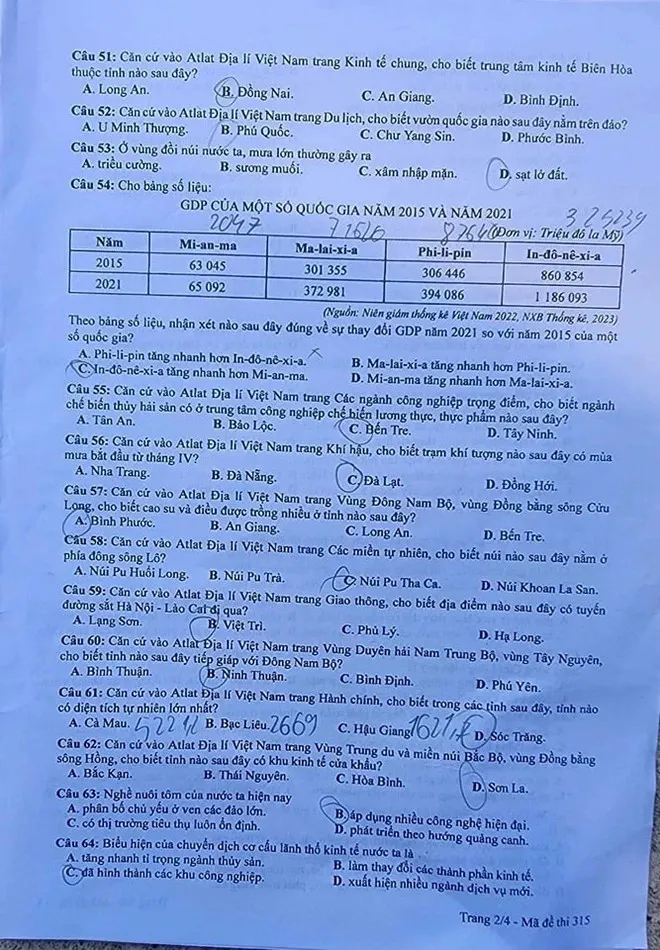 Câu 51: Căn cứ vào Atlat Địa lí Việt Nam trang Kinh tế chung, cho biết trung tâm kinh tế Biên Hòa
thuộc tỉnh nào sau đây?
A. Long An. B. Đồng Nai. C. An Giang. D. Bình Định.
Câu 52: Căn cứ vào Atlat Địa lí Việt Nam trang Du lịch, cho biết vườn quốc gia nào sau đây nằm trên đảo?
A. U Minh Thượng. B. Phú Quốc. C. Chư Yang Sin. D. Phước Bình.
Câu 53: Ở vùng đồi núi nước ta, mưa lớn thường gây ra
A. triều cường. B. sương muối. C. xâm nhập mặn. D. sạt lở đất.
Câu 54: Cho bảng số liệu:
GDP CỦA MỘT SỐ QUỐC GIA NĂM 2015 VÀ NĂM 2021
2047 71626 87640 325239
(Đơn vị: Triệu đô la Mỹ)
Năm Mi-an-ma Ma-lai-xi-a Phi-li-pin In-đô-nê-xi-a
2015 63 045 301 355 306 446 860 854
2021 65 092 372 981 394 086 1 186 093
(Nguồn: Niên giám thống kê Việt Nam 2022, NXB Thống kê, 2023)
Theo bảng số liệu, nhận xét nào sau đây đúng về sự thay đổi GDP năm 2021 so với năm 2015 của một
số quốc gia?
A. Phi-li-pin tăng nhanh hơn In-đô-nê-xi-a. B. Ma-lai-xi-a tăng nhanh hơn Phi-li-pin.
C. In-đô-nê-xi-a tăng nhanh hơn Mi-an-ma. D. Mi-an-ma tăng nhanh hơn Ma-lai-xi-a.
Câu 55: Căn cứ vào Atlat Địa lí Việt Nam trang Các ngành công nghiệp trọng điểm, cho biết ngành
chế biến thủy hải sản có ở trung tâm công nghiệp chế biến lương thực, thực phẩm nào sau đây?
A. Tân An. B. Bảo Lộc. C. Bến Tre. D. Tây Ninh.
Câu 56: Căn cứ vào Atlat Địa lí Việt Nam trang Khí hậu, cho biết trạm khí tượng nào sau đây có mùa
mưa bắt đầu từ tháng IV?
A. Nha Trang. B. Đà Nẵng. C. Đà Lạt. D. Đồng Hới.
Câu 57: Căn cứ vào Atlat Địa lí Việt Nam trang Vùng Đông Nam Bộ, vùng Đồng bằng sông Cửu
Long, cho biết cao su và điều được trồng nhiều ở tỉnh nào sau đây?
A. Bình Phước. B. An Giang. C. Long An. D. Bến Tre.
Câu 58: Căn cứ vào Atlat Địa lí Việt Nam trang Các miền tự nhiên, cho biết núi nào sau đây nằm ở
phía đông sông Lô?
A. Núi Pu Huổi Long. B. Núi Pu Trà. C. Núi Pu Tha Ca. D. Núi Khoan La San.
Câu 59: Căn cứ vào Atlat Địa lí Việt Nam trang Giao thông, cho biết địa điểm nào sau đây có tuyến
đường sắt Hà Nội - Lào Cai đi qua?
A. Lạng Sơn. B. Việt Trì. C. Phủ Lý. D. Hạ Long.
Câu 60: Căn cứ vào Atlat Địa lí Việt Nam trang Vùng Duyên hải Nam Trung Bộ, vùng Tây Nguyên,
cho biết tỉnh nào sau đây tiếp giáp với Đông Nam Bộ?
A. Bình Thuận. B. Ninh Thuận. C. Bình Định. D. Phú Yên.
Câu 61: Căn cứ vào Atlat Địa lí Việt Nam trang Hành chính, cho biết trong các tỉnh sau đây, tỉnh nào
có diện tích tự nhiên lớn nhất?
A. Cà Mau. B. Bạc Liêu. 2669 C. Hậu Giang. D. Sóc Trăng.
Câu 62: Căn cứ vào Atlat Địa lí Việt Nam trang Vùng Trung du và miền núi Bắc Bộ, vùng Đồng bằng
sông Hồng, cho biết tỉnh nào sau đây có khu kinh tế cửa khẩu?
A. Bắc Kạn. B. Thái Nguyên. C. Hòa Bình. D. Sơn La.
Câu 63: Nghề nuôi tôm của nước ta hiện nay
A. phân bố chủ yếu ở ven các đảo lớn. B. áp dụng nhiều công nghệ hiện đại.
C. có thị trường tiêu thụ luôn ổn định. D. phát triển theo hướng quảng canh.
Câu 64: Biểu hiện của chuyển dịch cơ cấu lãnh thổ kinh tế nước ta là
A. tăng nhanh tỉ trọng ngành thủy sản. B. làm thay đổi các thành phần kinh tế.
C. đã hình thành các khu công nghiệp. D. xuất hiện nhiều ngành dịch vụ mới.
Trang 2/4 - Mã đề thi 315